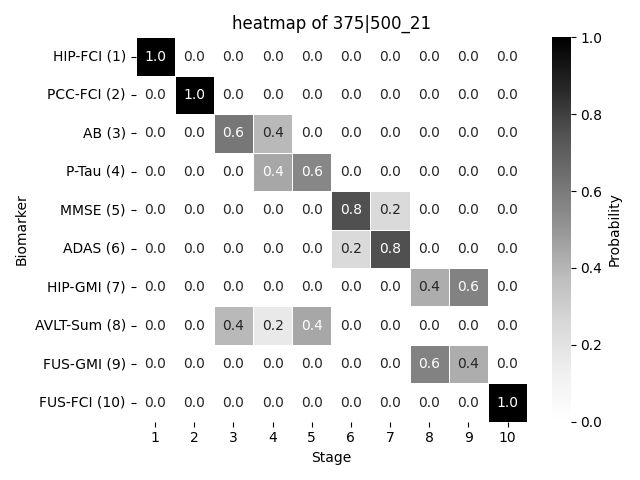 heatmap of 375|500_21
HIP-FCI (1) 1.0 0.0 0.0 0.0 0.0 0.0 0.0 0.0 0.0 0.0
PCC-FCI (2) 0.0 1.0 0.0 0.0 0.0 0.0 0.0 0.0 0.0 0.0
AB (3) 0.0 0.0 0.6 0.4 0.0 0.0 0.0 0.0 0.0 0.0
P-Tau (4) 0.0 0.0 0.0 0.4 0.6 0.0 0.0 0.0 0.0 0.0
MMSE (5) 0.0 0.0 0.0 0.0 0.0 0.8 0.2 0.0 0.0 0.0
ADAS (6) 0.0 0.0 0.0 0.0 0.0 0.2 0.8 0.0 0.0 0.0
HIP-GMI (7) 0.0 0.0 0.0 0.0 0.0 0.0 0.0 0.4 0.6 0.0
AVLT-Sum (8) 0.0 0.0 0.4 0.2 0.4 0.0 0.0 0.0 0.0 0.0
FUS-GMI (9) 0.0 0.0 0.0 0.0 0.0 0.0 0.0 0.6 0.4 0.0
FUS-FCI (10) 0.0 0.0 0.0 0.0 0.0 0.0 0.0 0.0 0.0 1.0
1 2 3 4 5 6 7 8 9 10
Stage
Biomarker
1.0
0.8
0.6
0.4
0.2
0.0
Probability